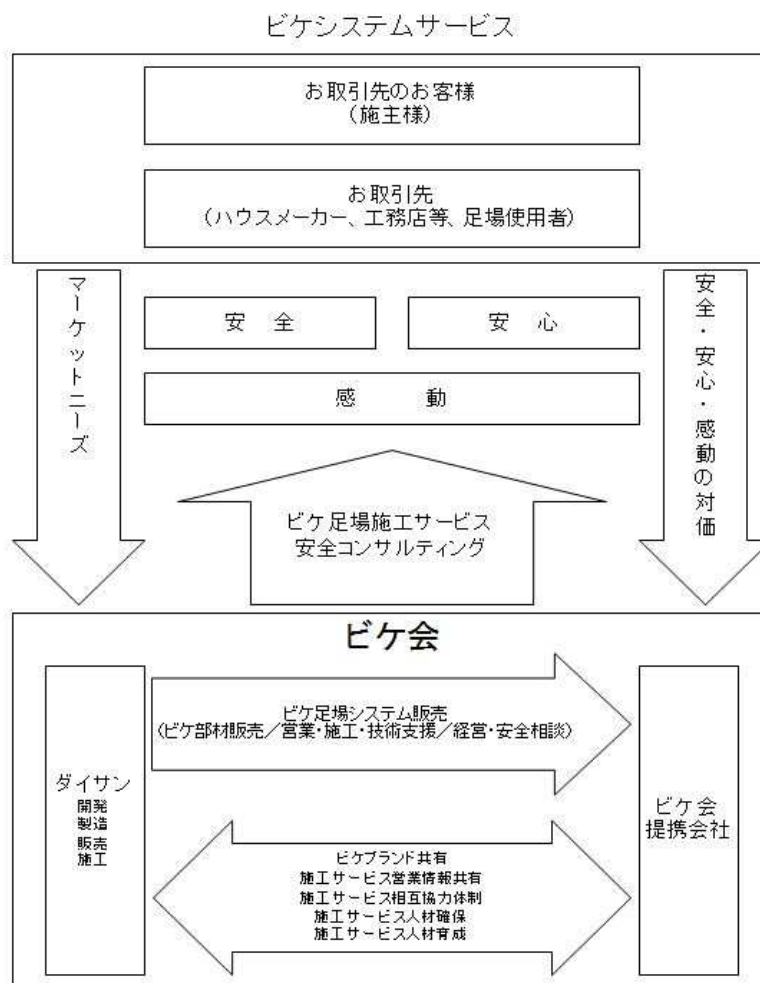 ビケシステムサービス
お取引先のお客様
(施主様)
お取引先
(ハウスメーカー、工務店等、足場使用者)
マーケットニーズ
安　全
安　心
感　動
安全・安心・感動の対価
ビケ足場施工サービス
安全コンサルティング
ビケ会
ダイサン
開発
製造
販売
施工
ビケ足場システム販売
(ビケ部材販売／営業・施工・技術支援／経営・安全相談)
ビケブランド共有
施工サービス営業情報共有
施工サービス相互協力体制
施工サービス人材確保
施工サービス人材育成
ビケ会
提携会社